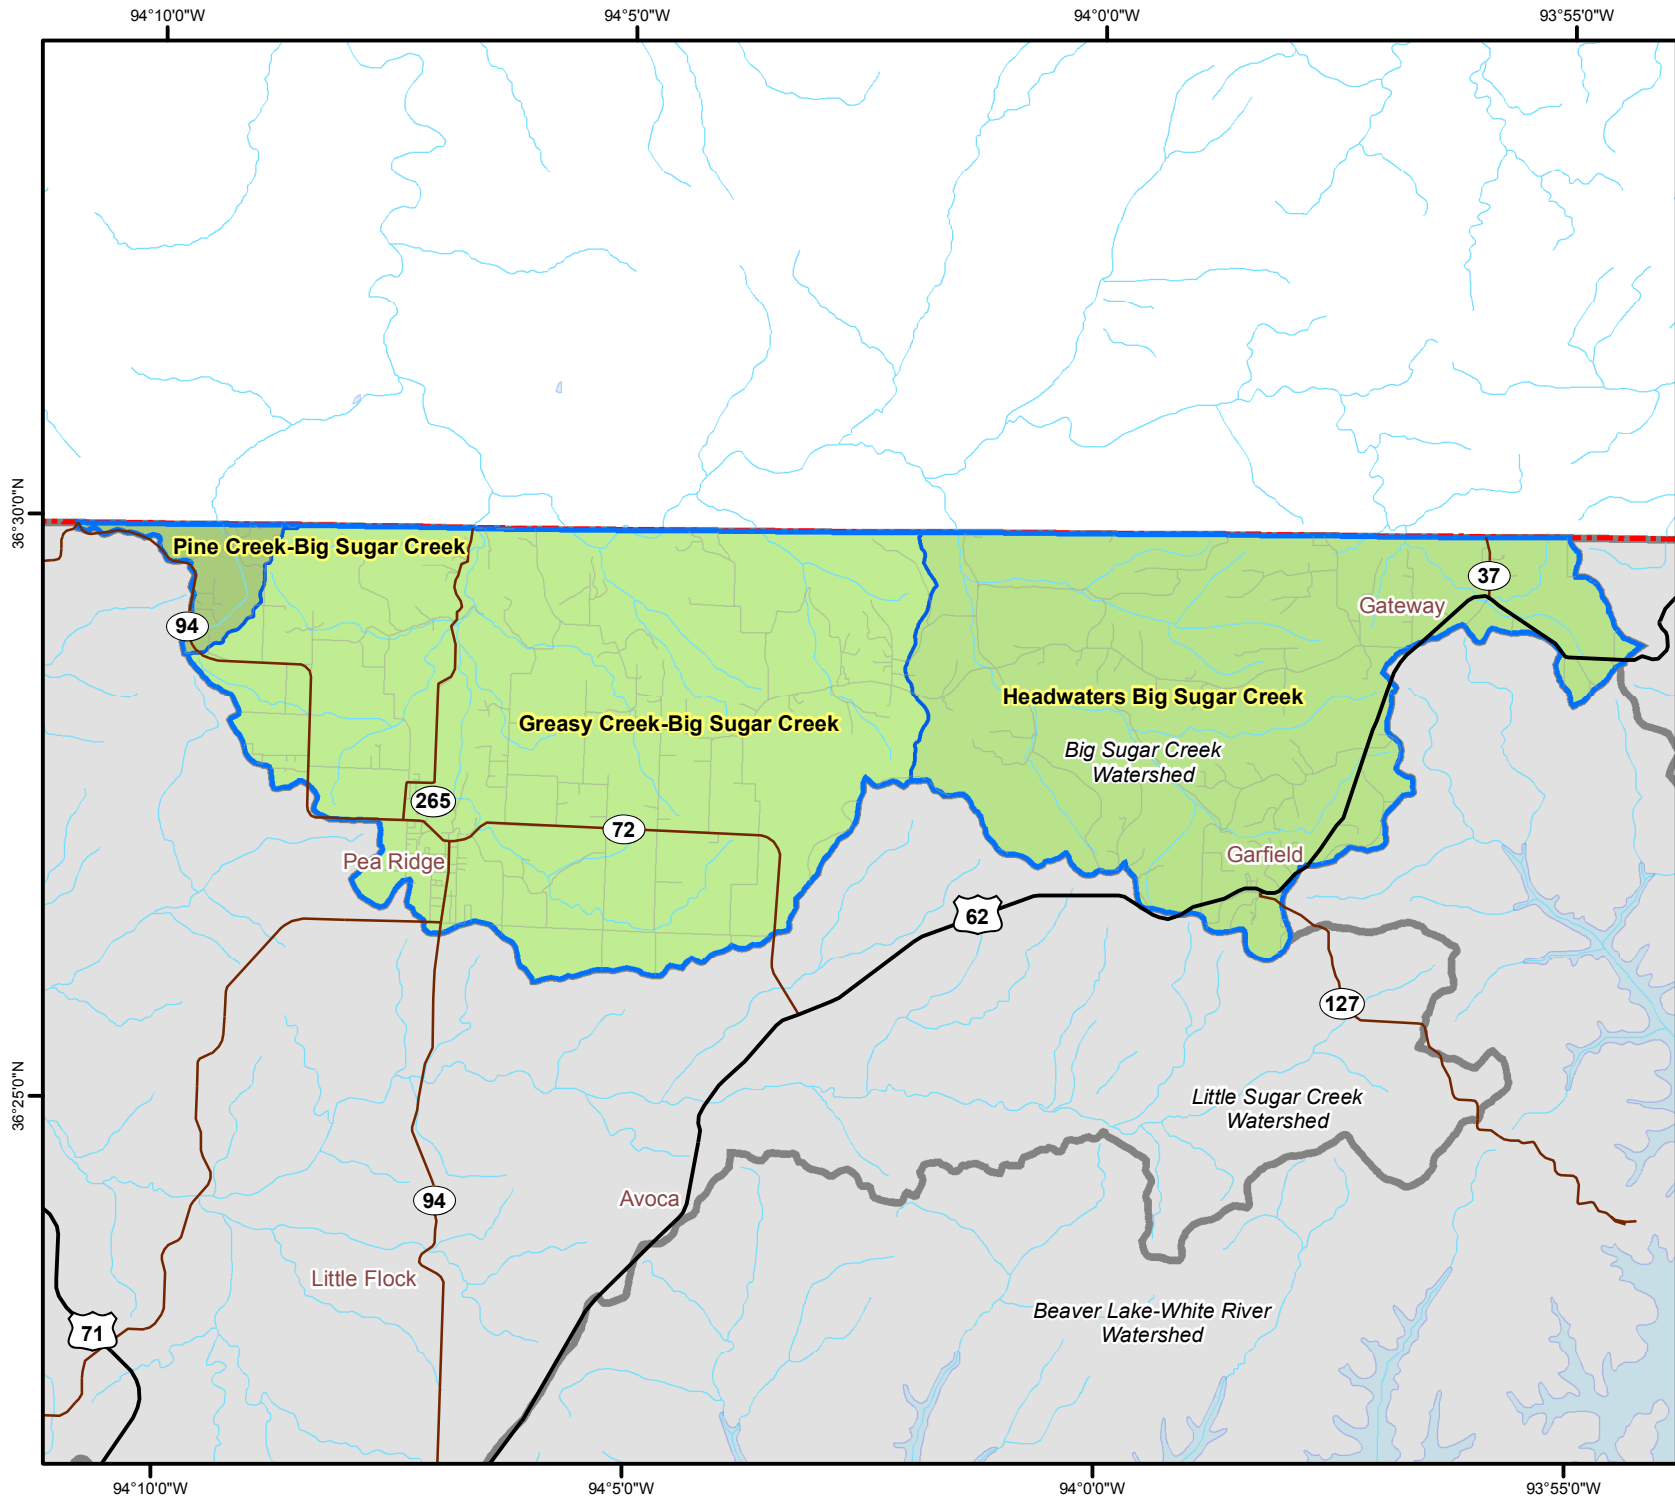 94°10'0"W
94°5'0"W
94°0'0"W
93°55'0"W
36°30'0"N
Pine Creek-Big Sugar Creek
37
Gateway
94
Headwaters Big Sugar Creek
Greasy Creek-Big Sugar Creek
Big Sugar Creek
Watershed
265
72
Pea Ridge
Garfield
62
127
36°25'0"N
Little Sugar Creek
Watershed
94
Avoca
Little Flock
Beaver Lake-White River
Watershed
71
94°10'0"W
94°5'0"W
94°0'0"W
93°55'0"W